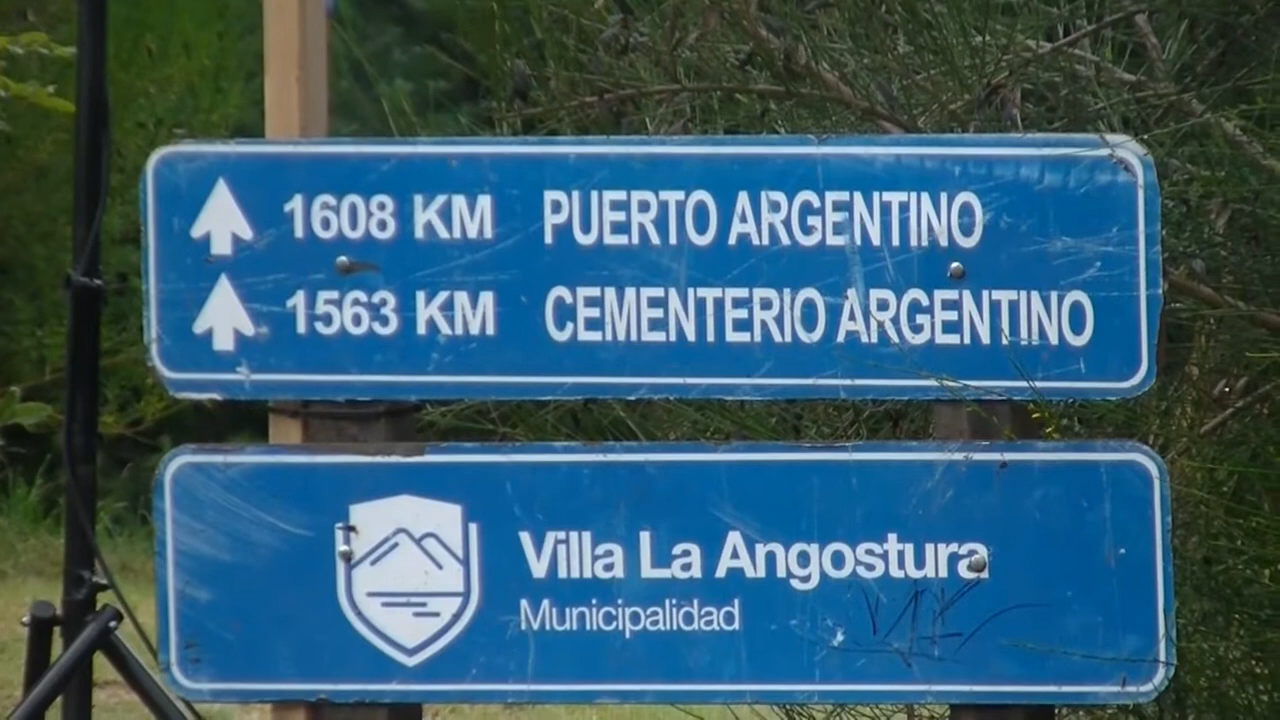 1608 KM PUERTO ARGENTINO
1563 KM CEMENTERIO ARGENTINO
Villa La Angostura
Municipalidad